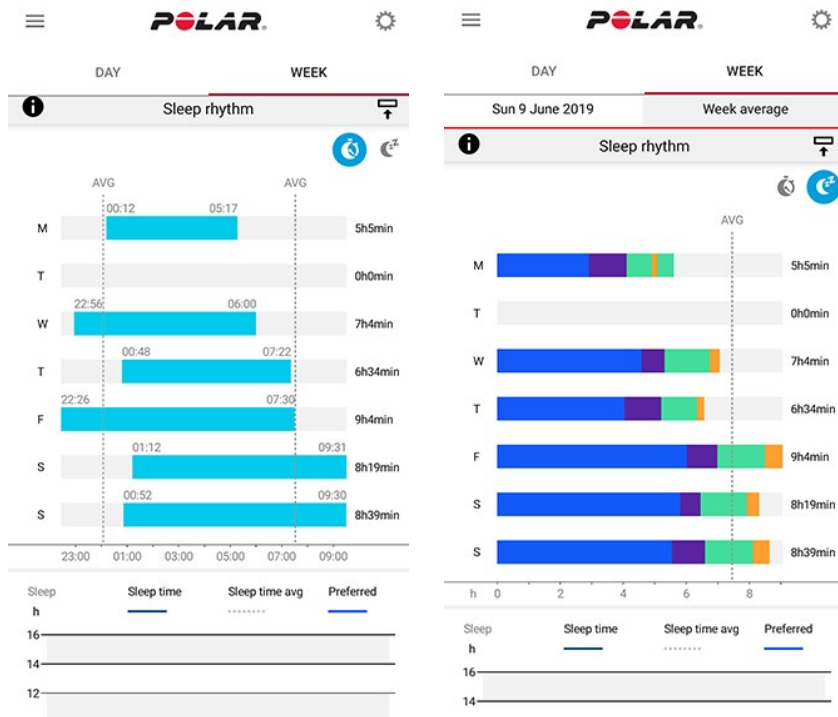 POLAR.
DAY WEEK
Sleep rhythm
AVG AVG
00:12 05:17
M 5h5min
T 0h0min
22:56 06:00
W 7h4min
00:48 07:22
T 6h34min
22:26 07:30
F 9h4min
01:12 09:31
S 8h19min
00:52 09:30
S 8h39min
23:00 01:00 03:00 05:00 07:00 09:00
Sleep Sleep time Sleep time avg Preferred
h
16
14
12
POLAR.
DAY WEEK
Sun 9 June 2019 Week average
Sleep rhythm
AVG
M 5h5min
T 0h0min
W 7h4min
T 6h34min
F 9h4min
S 8h19min
S 8h39min
h 0 2 4 6 8
Sleep Sleep time Sleep time avg Preferred
h
16
14